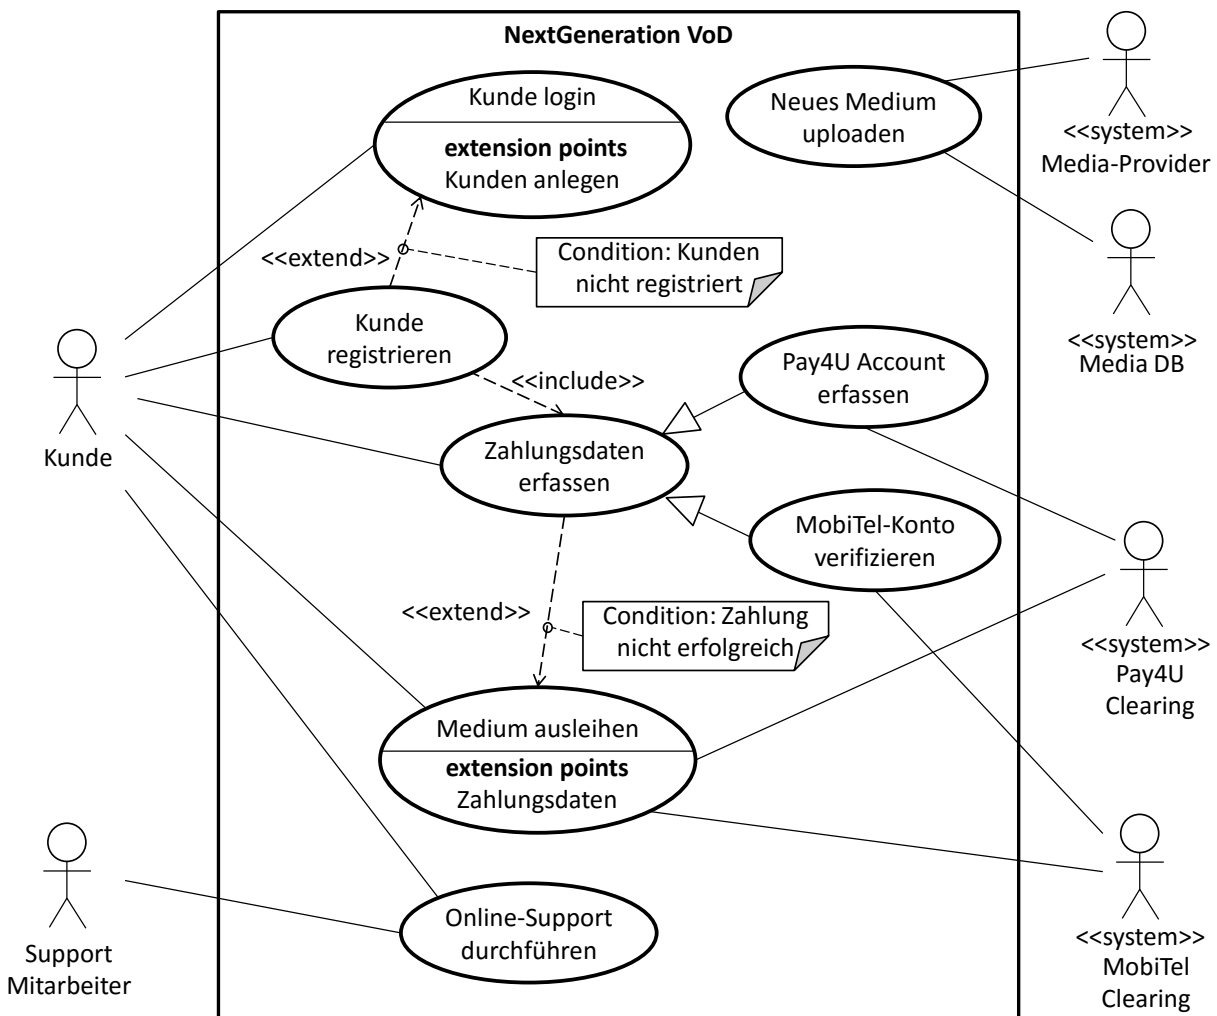 NextGeneration VoD
Kunde login
extension points
Kunden anlegen
Neues Medium
uploaden
<<system>>
Media-Provider
<<extend>>
Condition: Kunden
nicht registriert
Kunde
registrieren
<<system>>
Media DB
<<include>>
Pay4U Account
erfassen
Kunde
Zahlungsdaten
erfassen
MobiTel-Konto
verifizieren
<<extend>>
Condition: Zahlung
nicht erfolgreich
<<system>>
Pay4U
Clearing
Medium ausleihen
extension points
Zahlungsdaten
Online-Support
durchführen
Support
Mitarbeiter
<<system>>
MobiTel
Clearing